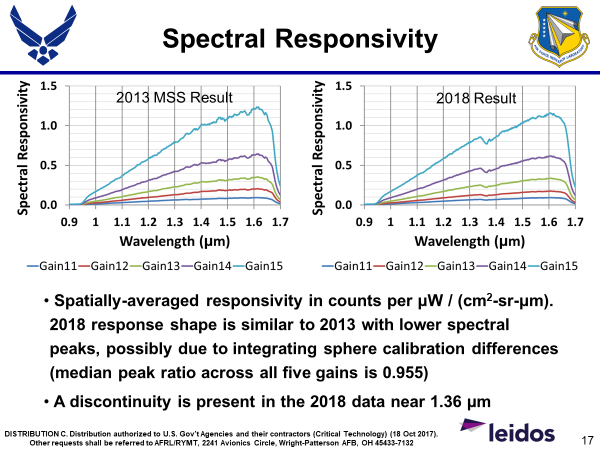 Spectral Responsivity
Spectral Responsivity
1.5
1.0
0.5
0.0
2013 MSS Result
0.9 1 1.1 1.2 1.3 1.4 1.5 1.6 1.7
Wavelength (µm)
Gain11 Gain12 Gain13 Gain14 Gain15
Spectral Responsivity
1.5
1.0
0.5
0.0
2018 Result
0.9 1 1.1 1.2 1.3 1.4 1.5 1.6 1.7
Wavelength (µm)
Gain11 Gain12 Gain13 Gain14 Gain15
• Spatially-averaged responsivity in counts per µW / (cm²-sr-µm).
2018 response shape is similar to 2013 with lower spectral
peaks, possibly due to integrating sphere calibration differences
(median peak ratio across all five gains is 0.955)
• A discontinuity is present in the 2018 data near 1.36 µm
DISTRIBUTION C. Distribution authorized to U.S. Gov't Agencies and their contractors (Critical Technology) (18 Oct 2017).
Other requests shall be referred to AFRL/RYMT, 2241 Avionics Circle, Wright-Patterson AFB, OH 45433-7132
leidos
17